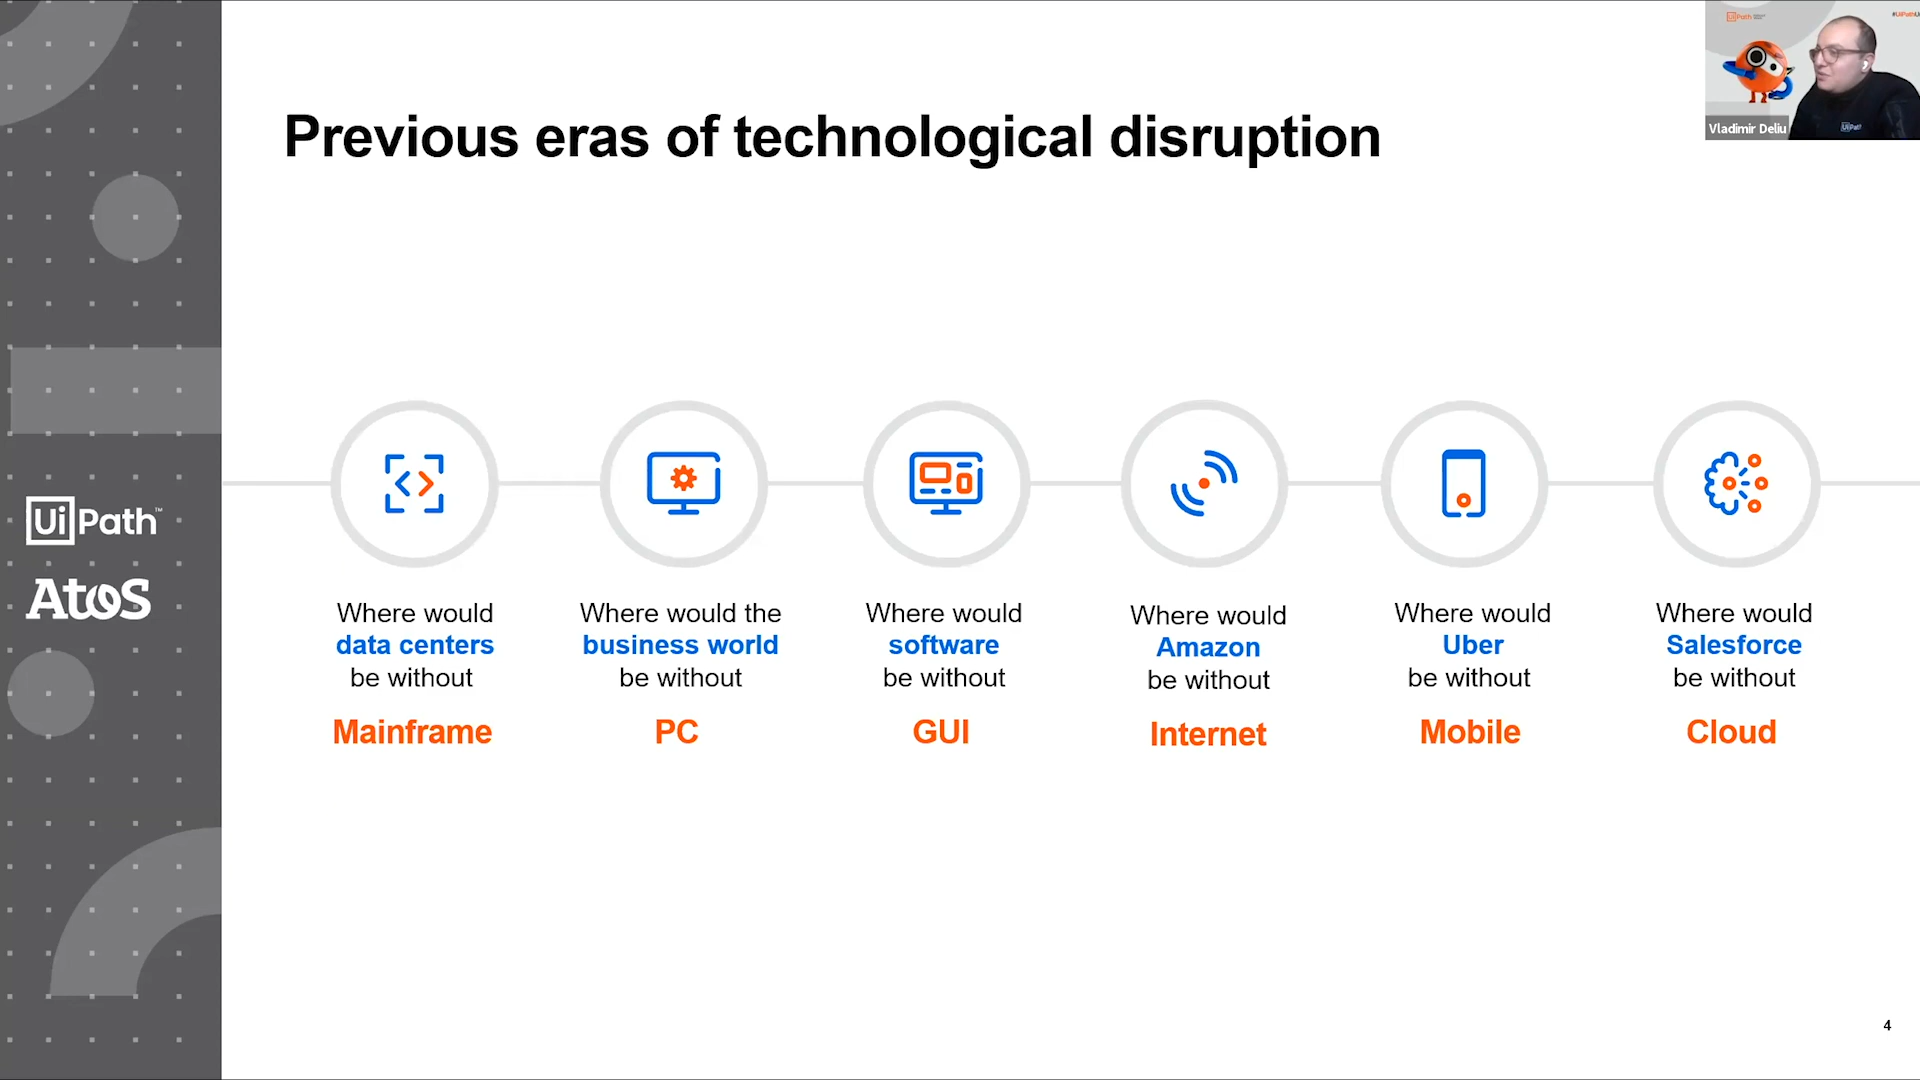 Previous eras of technological disruption
UiPath
Vladimir Deliu
UiPath
UiPath™
Atos
Where would
data centers
be without
Mainframe
Where would the
business world
be without
PC
Where would
software
be without
GUI
Where would
Amazon
be without
Internet
Where would
Uber
be without
Mobile
Where would
Salesforce
be without
Cloud
4